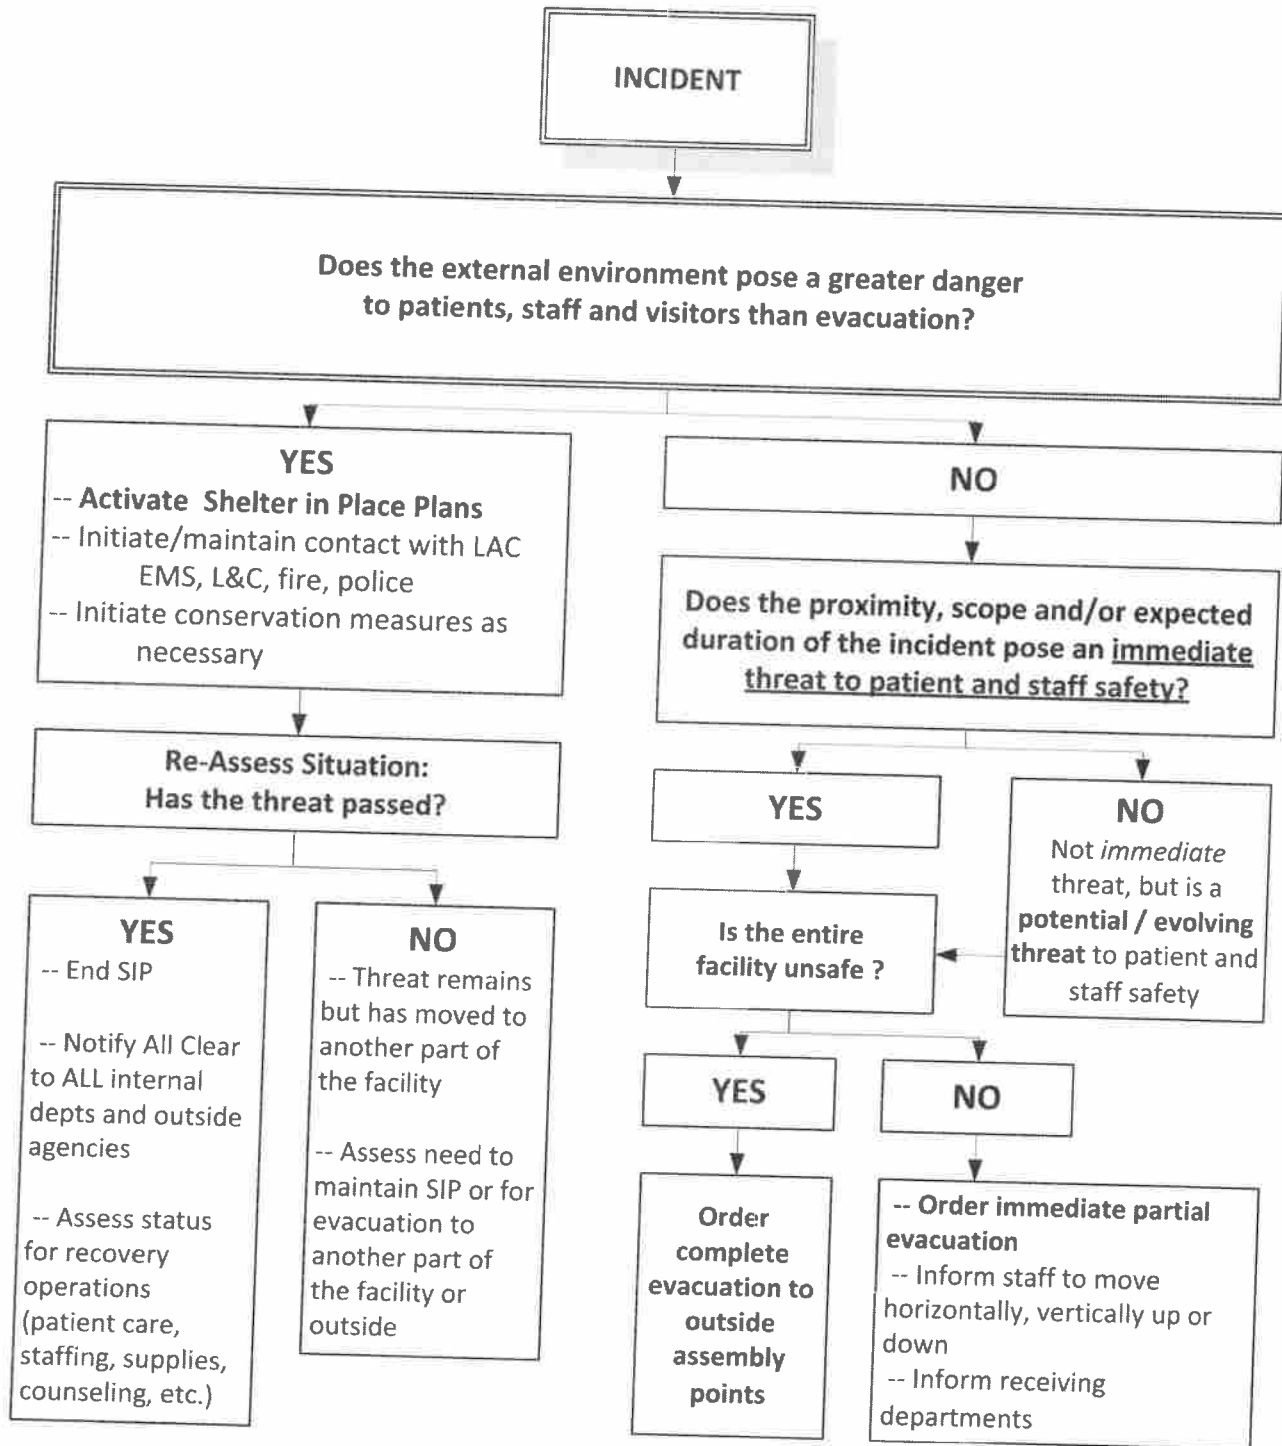 INCIDENT
Does the external environment pose a greater danger
to patients, staff and visitors than evacuation?
YES
-- Activate Shelter in Place Plans
-- Initiate/maintain contact with LAC
EMS, L&C, fire, police
-- Initiate conservation measures as
necessary
Re-Assess Situation:
Has the threat passed?
YES
-- End SIP
-- Notify All Clear
to ALL internal
depts and outside
agencies
-- Assess status
for recovery
operations
(patient care,
staffing, supplies,
counseling, etc.)
NO
-- Threat remains
but has moved to
another part of
the facility
-- Assess need to
maintain SIP or for
evacuation to
another part of
the facility or
outside
NO
Does the proximity, scope and/or expected
duration of the incident pose an immediate
threat to patient and staff safety?
YES
NO
Not immediate
threat, but is a
potential / evolving
threat to patient and
staff safety
Is the entire
facility unsafe ?
YES
Order
complete
evacuation to
outside
assembly
points
NO
-- Order immediate partial
evacuation
-- Inform staff to move
horizontally, vertically up or
down
-- Inform receiving
departments